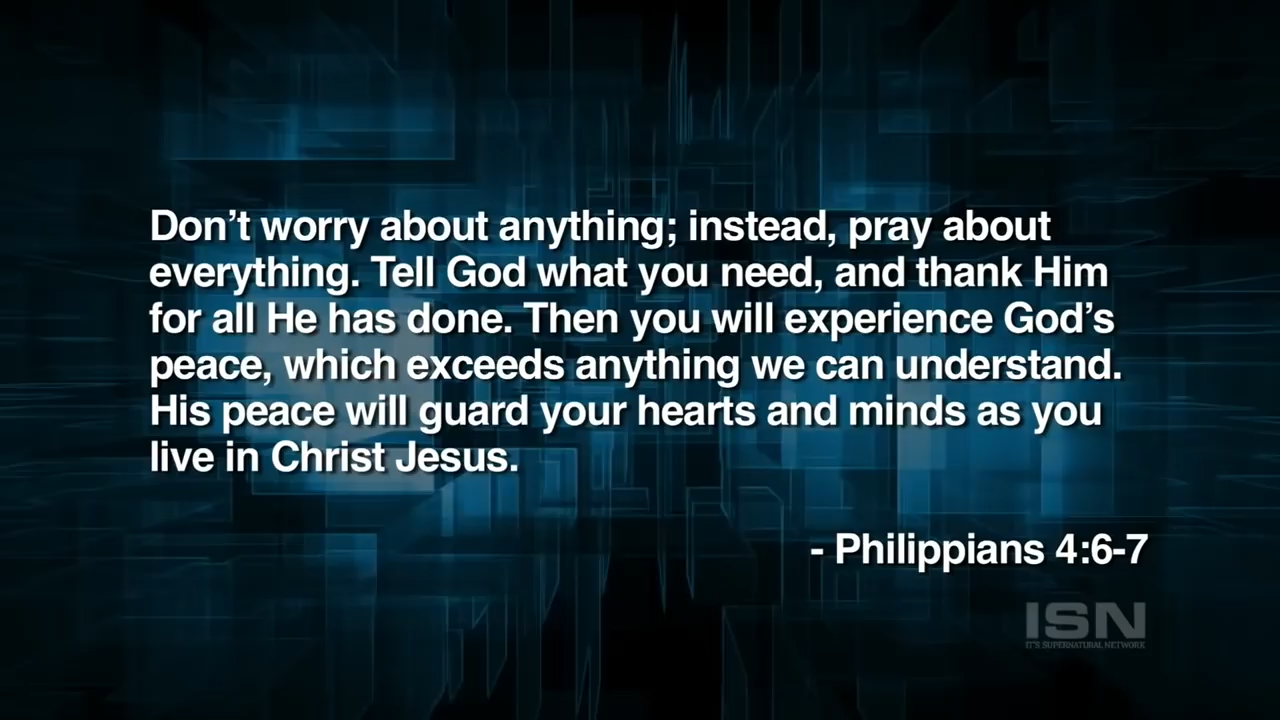 Don’t worry about anything; instead, pray about
everything. Tell God what you need, and thank Him
for all He has done. Then you will experience God’s
peace, which exceeds anything we can understand.
His peace will guard your hearts and minds as you
live in Christ Jesus.
- Philippians 4:6-7
ISN
IT'S SUPERNATURAL NETWORK